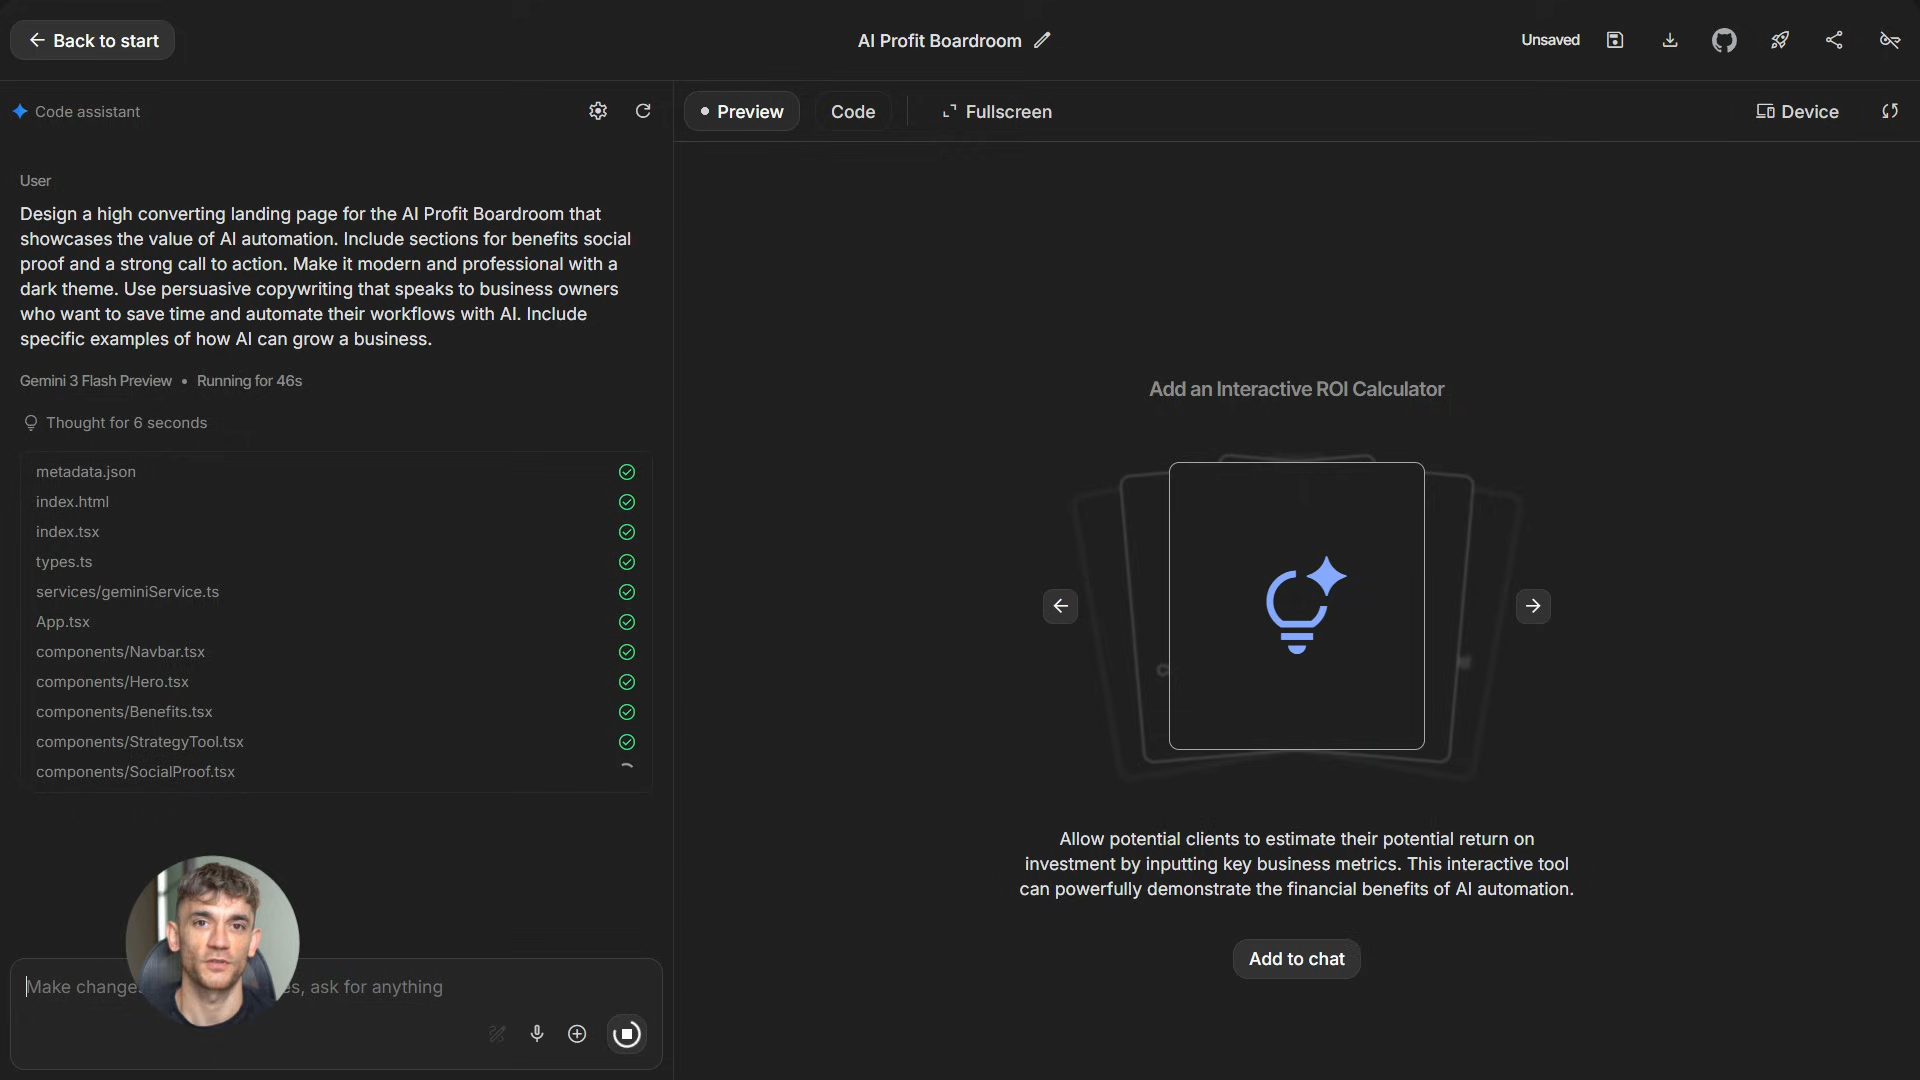 Back to start
AI Profit Boardroom
Unsaved
Code assistant
Preview
Code
Fullscreen
Device
User
Design a high converting landing page for the AI Profit Boardroom that
showcases the value of AI automation. Include sections for benefits social
proof and a strong call to action. Make it modern and professional with a
dark theme. Use persuasive copywriting that speaks to business owners
who want to save time and automate their workflows with AI. Include
specific examples of how AI can grow a business.
Gemini 3 Flash Preview • Running for 46s
Thought for 6 seconds
metadata.json
index.html
index.tsx
types.ts
services/geminiService.ts
App.tsx
components/Navbar.tsx
components/Hero.tsx
components/Benefits.tsx
components/StrategyTool.tsx
components/SocialProof.tsx
Make change
es, ask for anything
Add an Interactive ROI Calculator
Allow potential clients to estimate their potential return on
investment by inputting key business metrics. This interactive tool
can powerfully demonstrate the financial benefits of AI automation.
Add to chat